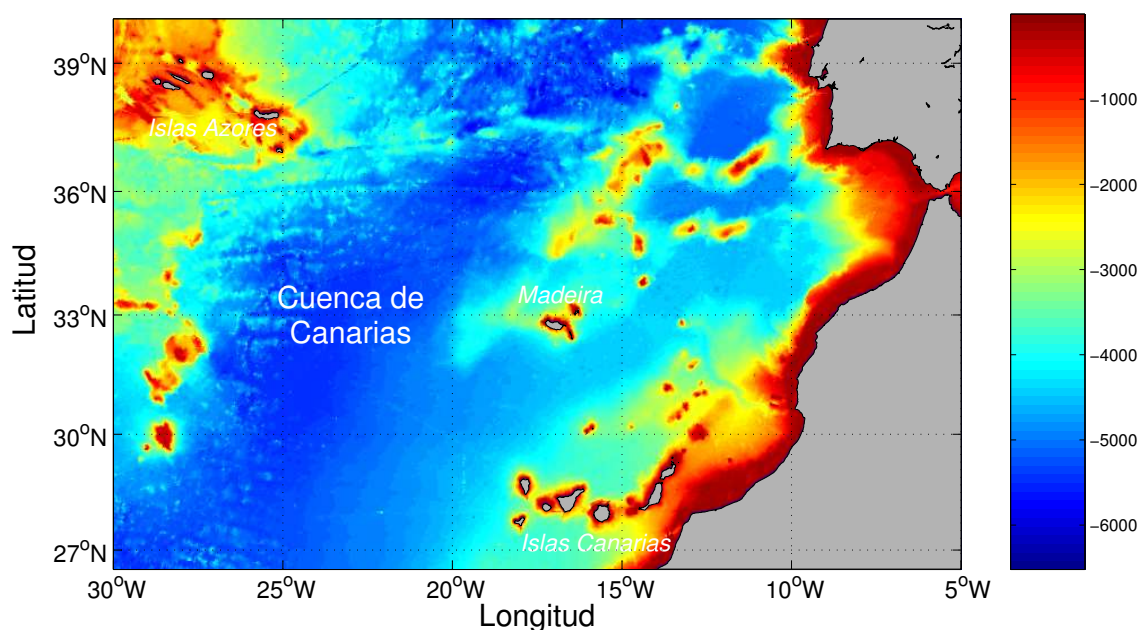 39°N
36°N
33°N
30°N
27°N
Latitud
Islas Azores
Cuenca de
Canarias
Madeira
Islas Canarias
30°W
25°W
20°W
15°W
10°W
5°W
Longitud
−1000
−2000
−3000
−4000
−5000
−6000